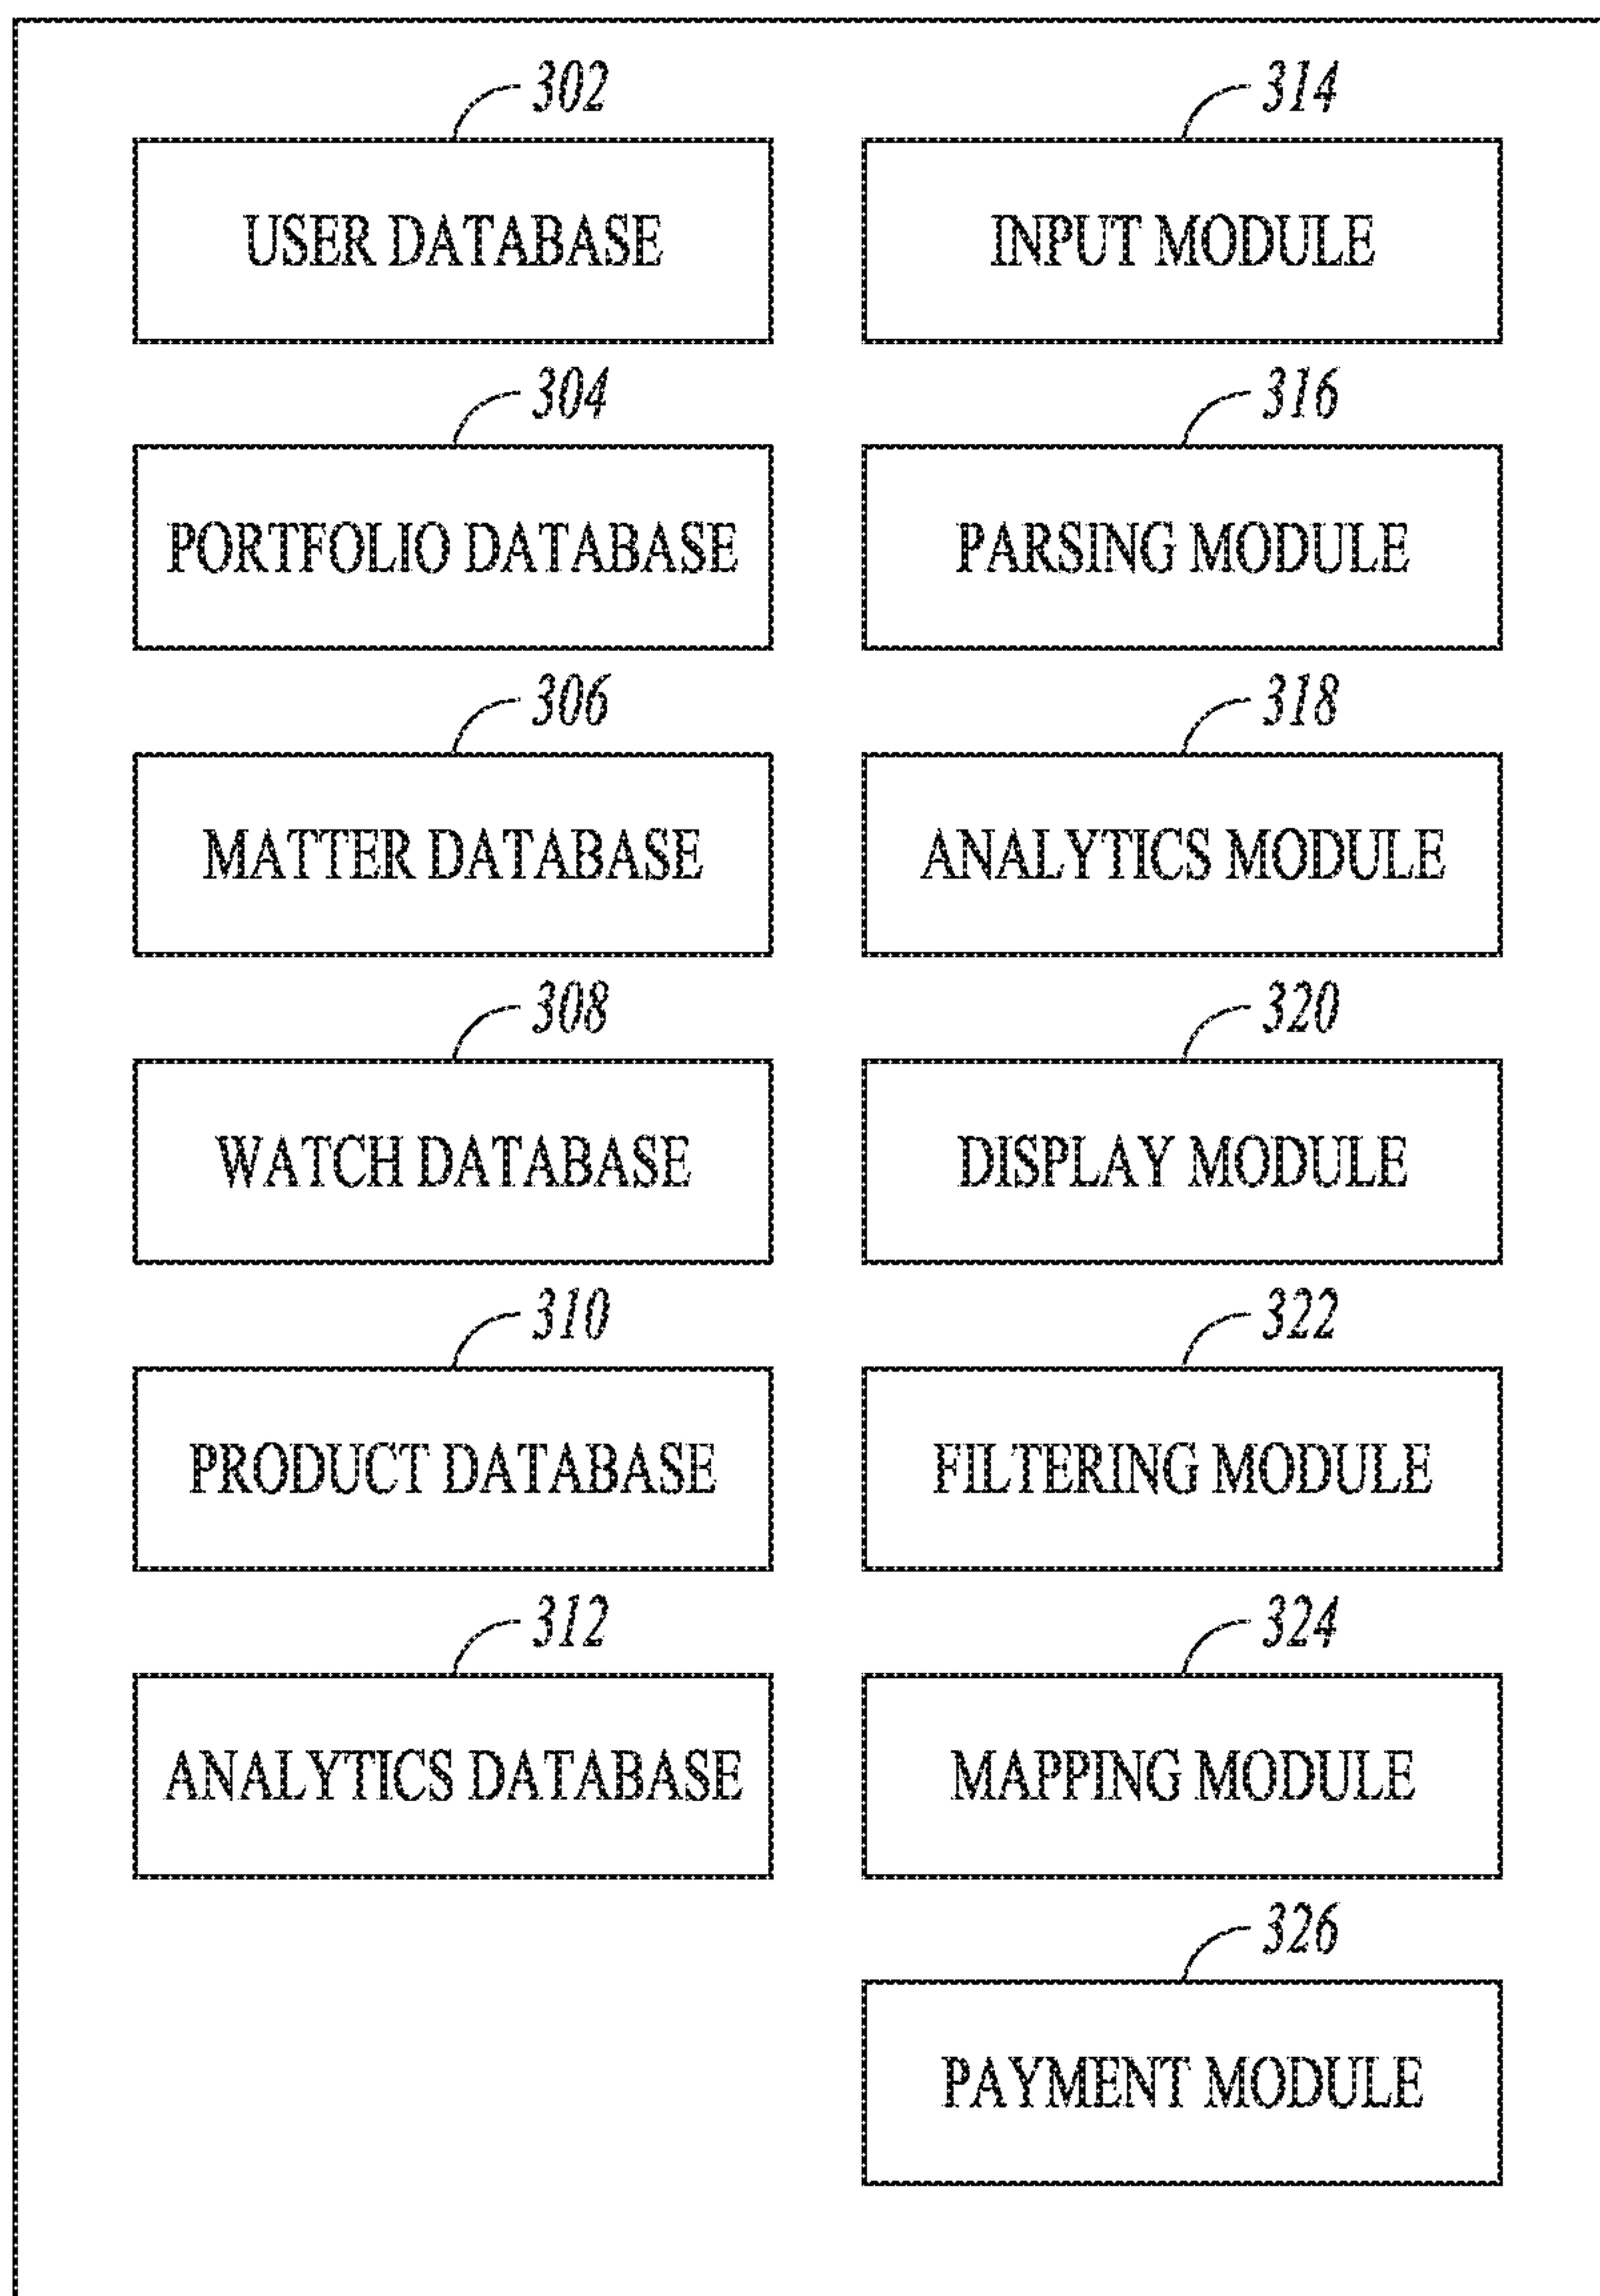 302
USER DATABASE
304
PORTFOLIO DATABASE
306
MATTER DATABASE
308
WATCH DATABASE
310
PRODUCT DATABASE
312
ANALYTICS DATABASE
314
INPUT MODULE
316
PARSING MODULE
318
ANALYTICS MODULE
320
DISPLAY MODULE
322
FILTERING MODULE
324
MAPPING MODULE
326
PAYMENT MODULE